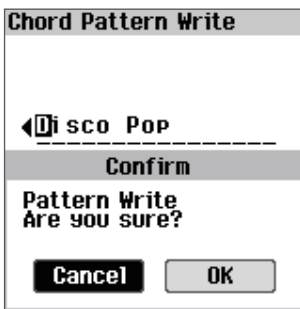 Chord Pattern Write
Disco Pop
Confirm
Pattern Write
Are you sure?
Cancel OK